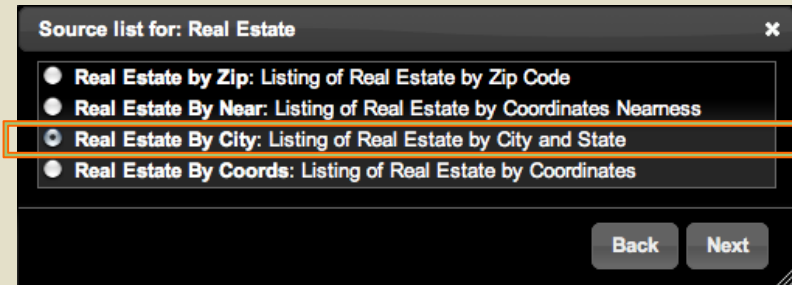 Source list for: Real Estate
Real Estate by Zip: Listing of Real Estate by Zip Code
Real Estate By Near: Listing of Real Estate by Coordinates Nearness
Real Estate By City: Listing of Real Estate by City and State
Real Estate By Coords: Listing of Real Estate by Coordinates
Back Next